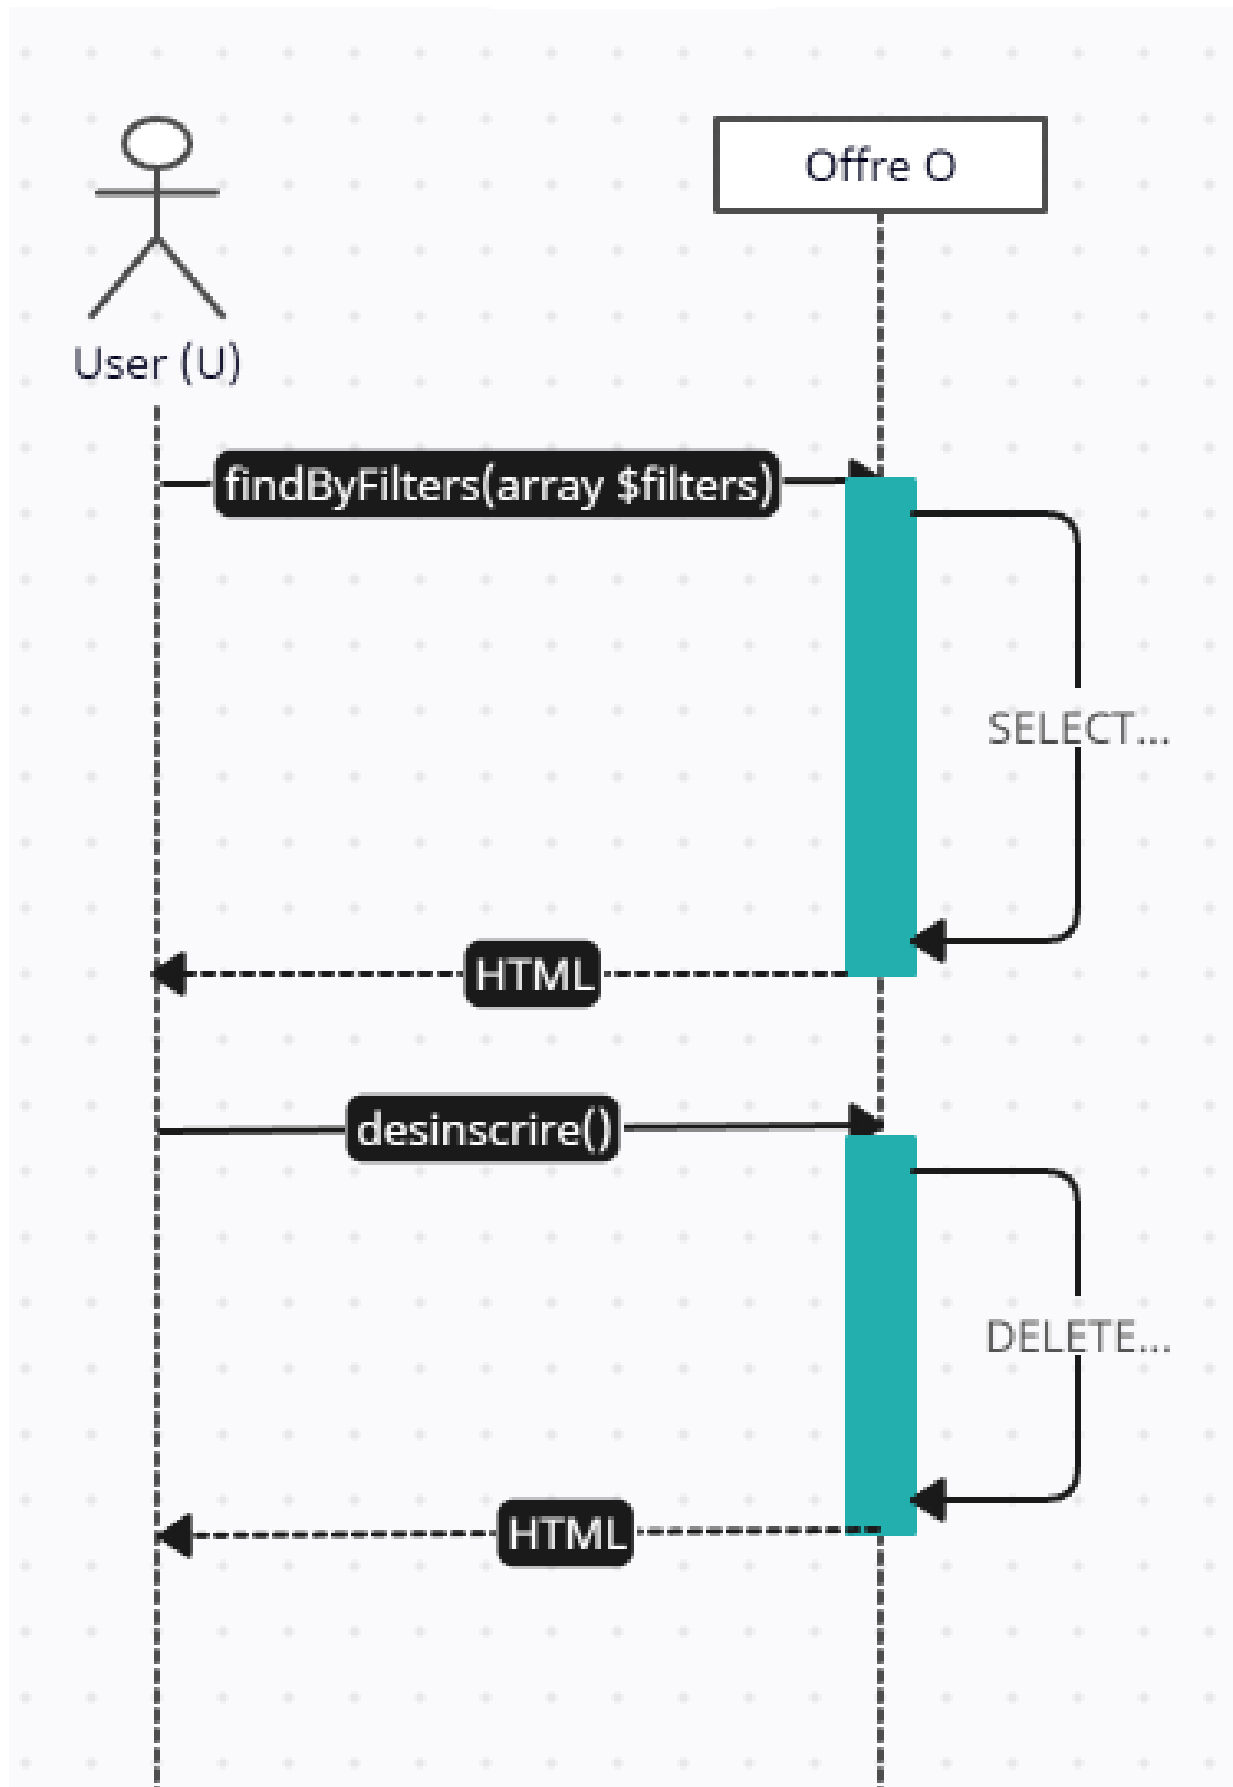 Offre O
User (U)
findByFilters(array $filters)
SELECT...
HTML
desinscrire()
DELETE...
HTML